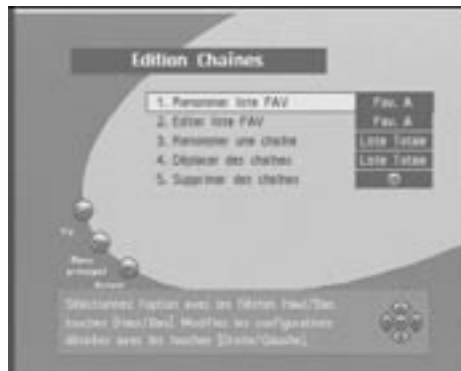 Edition Chaînes
1. Renommer liste FAV Fav. A
2. Editer liste FAV Fav. A
3. Renommer une chaîne Liste Totale
4. Déplacer des chaînes Liste Totale
5. Supprimer des chaînes
TV
Menu
principal
Retour
Sélectionnez l'option avec les flèches Haut/Bas
touches [Haut/Bas]. Modifiez les configurations
désirées avec les touches [Droite/Gauche].